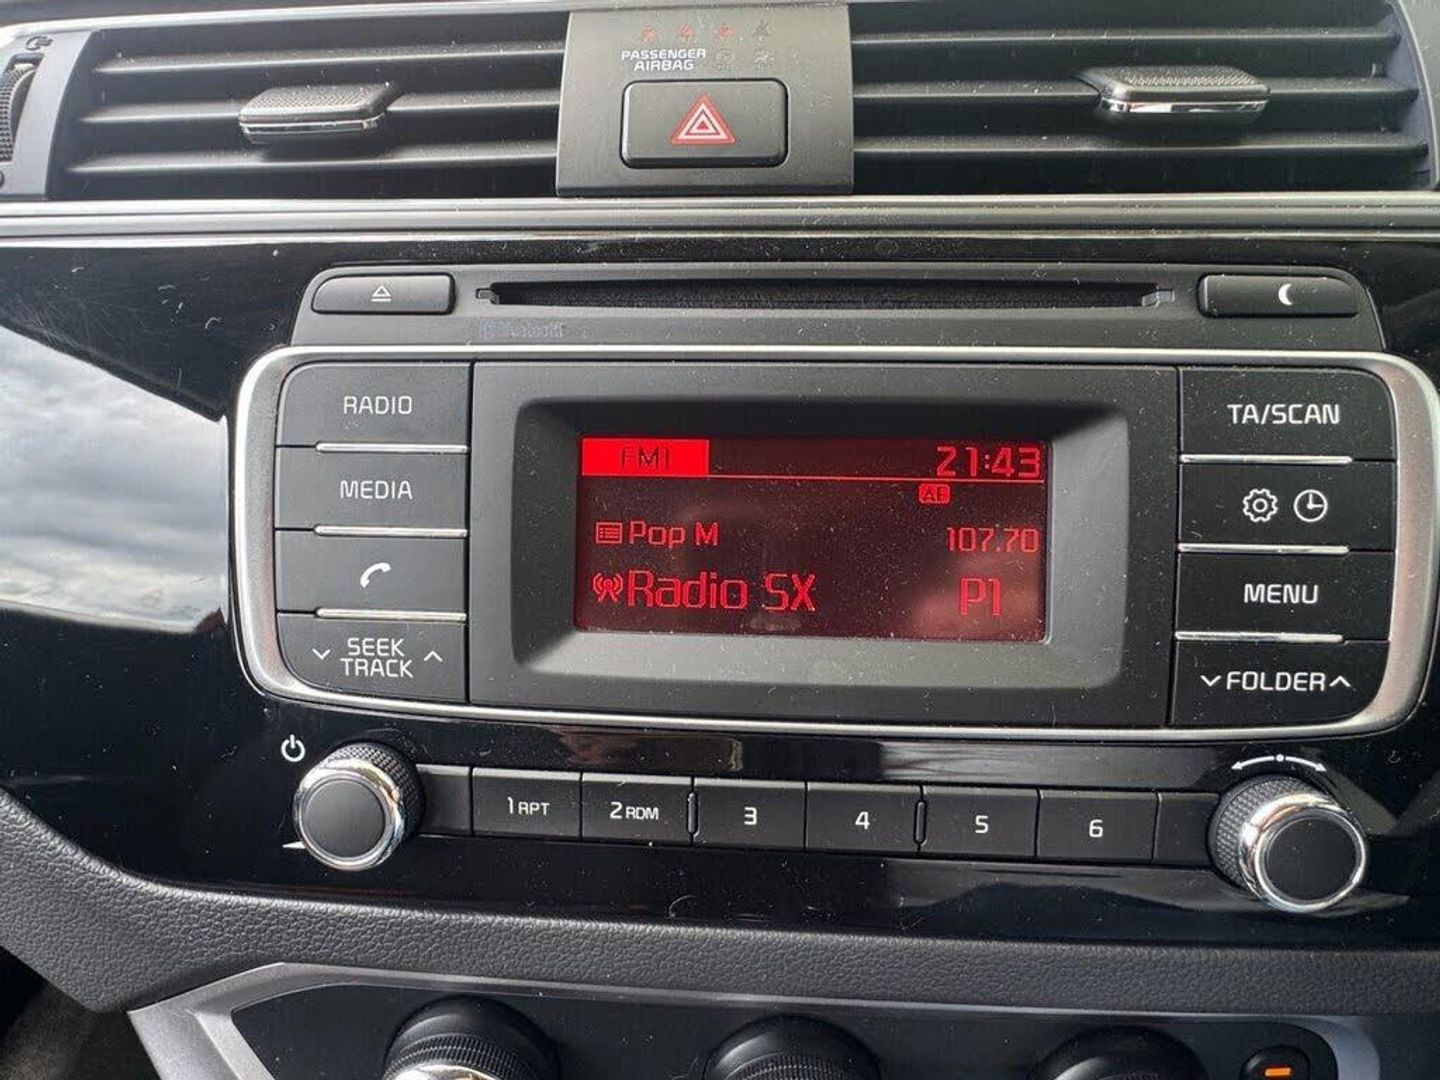 PASSENGER
AIRBAG
RADIO
MEDIA
SEEK
TRACK
FM1
21:43
AF
Pop M
107.70
Radio SX
P1
TA/SCAN
MENU
FOLDER
1 RPT
2 RDM
3
4
5
6